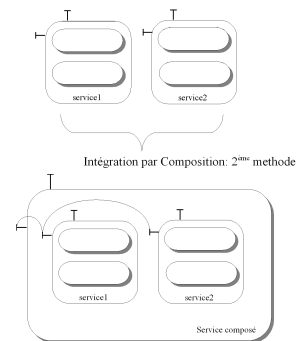 service1
service2
Intégration par Composition: 2ème methode
service1
service2
Service composé